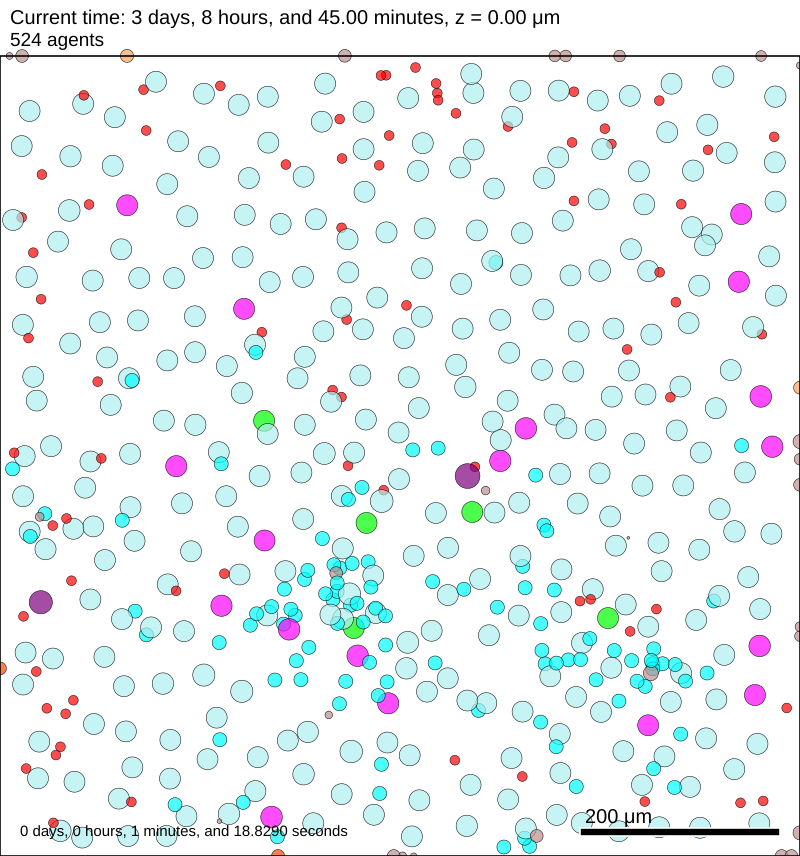 Current time: 3 days, 8 hours, and 45.00 minutes, z = 0.00 μm
524 agents
200 μm
0 days, 0 hours, 1 minutes, and 18.8290 seconds